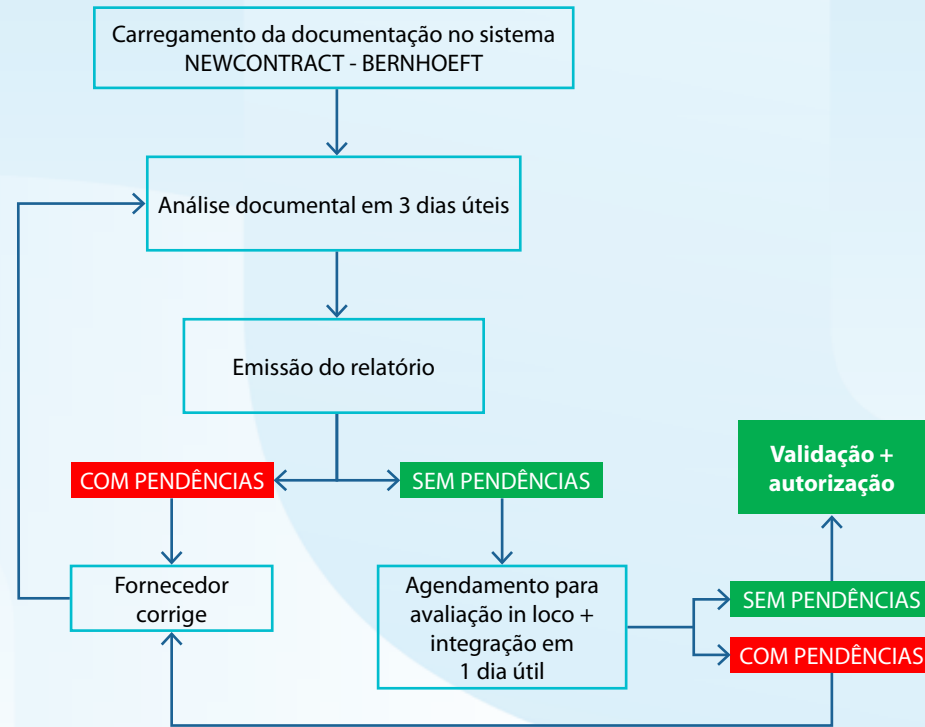 Carregamento da documentação no sistema
NEWCONTRACT - BERNHOEFT
Análise documental em 3 dias úteis
Emissão do relatório
COM PENDÊNCIAS
SEM PENDÊNCIAS
Validação +
autorização
Fornecedor
corrige
Agendamento para
avaliação in loco +
integração em
1 dia útil
SEM PENDÊNCIAS
COM PENDÊNCIAS